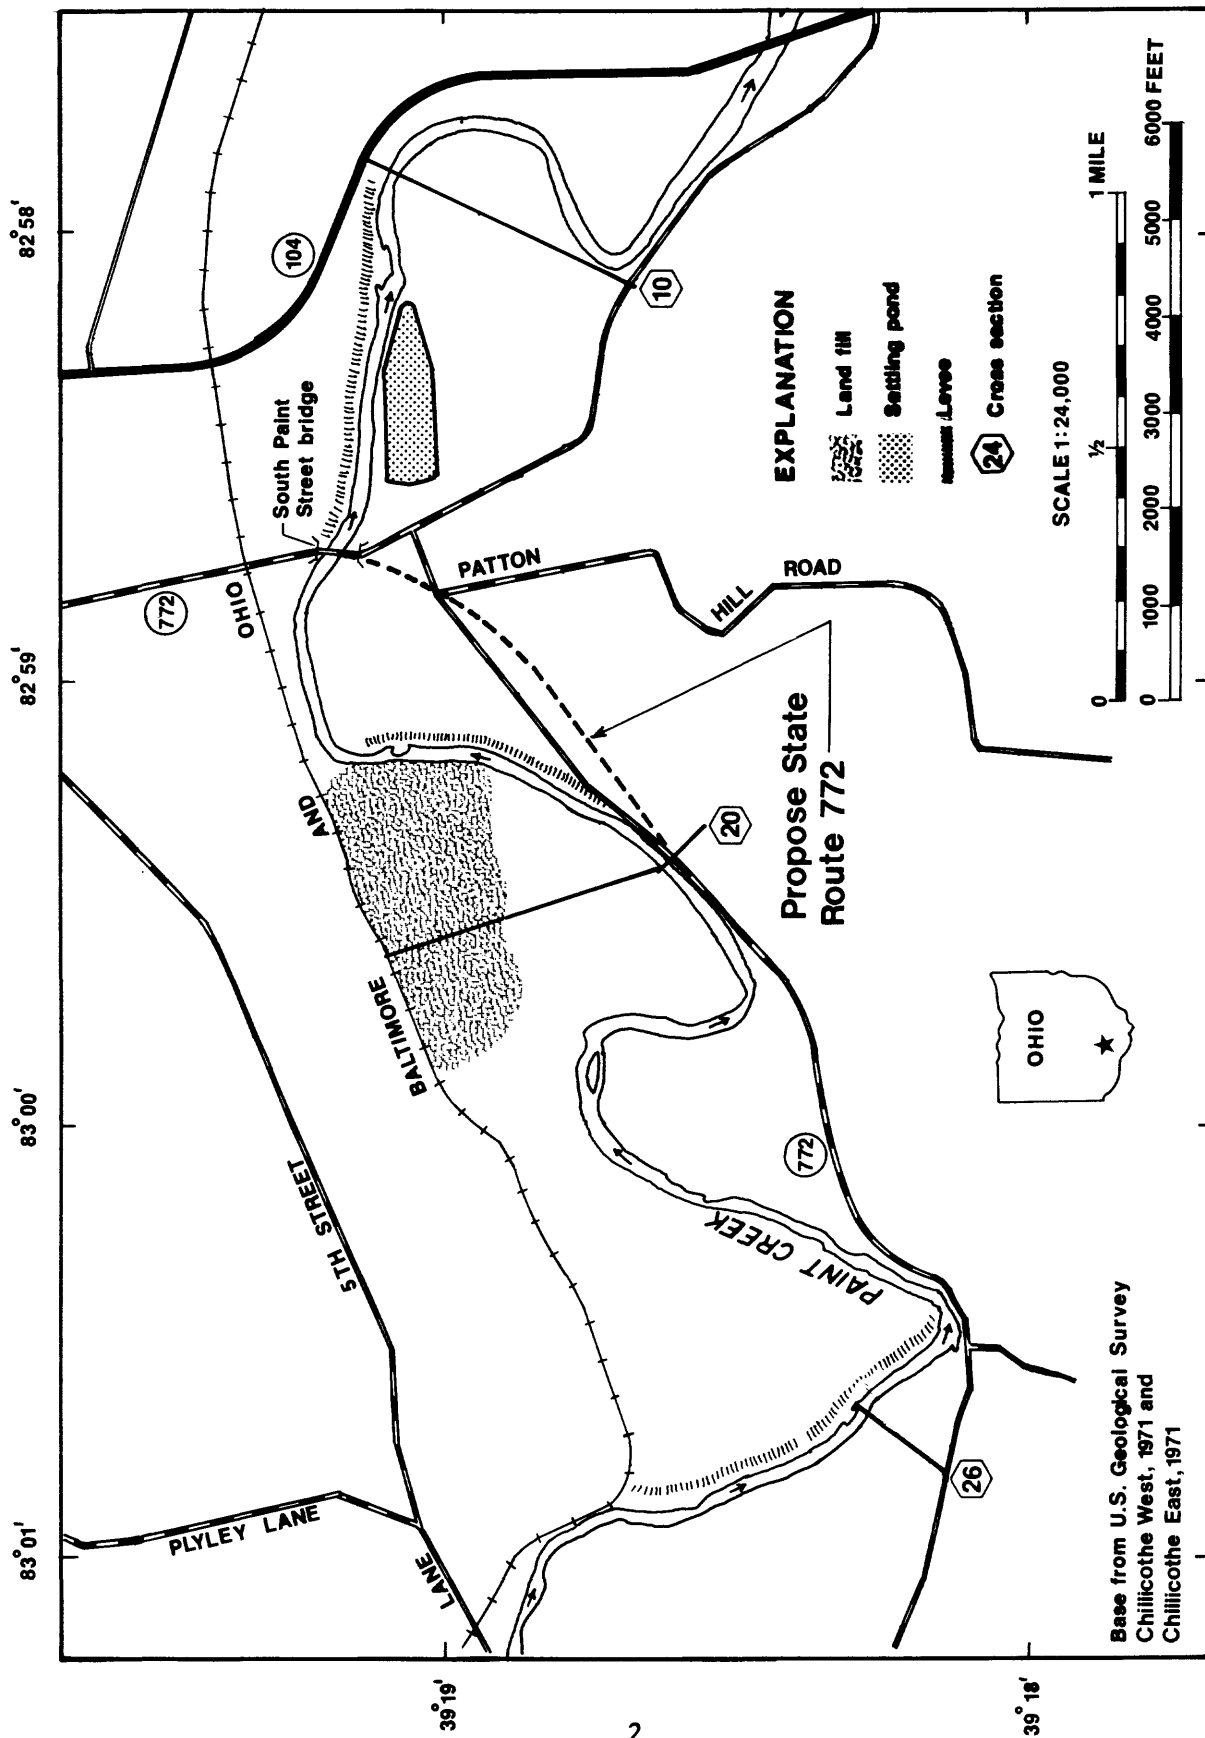 83°01'
83°00'
82°59'
82°58'
39°19'
39°18'
PLYLEY LANE
LANE
5TH STREET
BALTIMORE
AND
OHIO
772
South Paint
Street bridge
104
PAINT CREEK
772
PATTON
HILL
ROAD
Propose State
Route 772
26
20
10
EXPLANATION
Land fill
Settling pond
Levee
24 Cross section
SCALE 1:24,000
0 1/2 1 MILE
0 1000 2000 3000 4000 5000 6000 FEET
OHIO
Base from U.S. Geological Survey
Chillicothe West, 1971 and
Chillicothe East, 1971
2